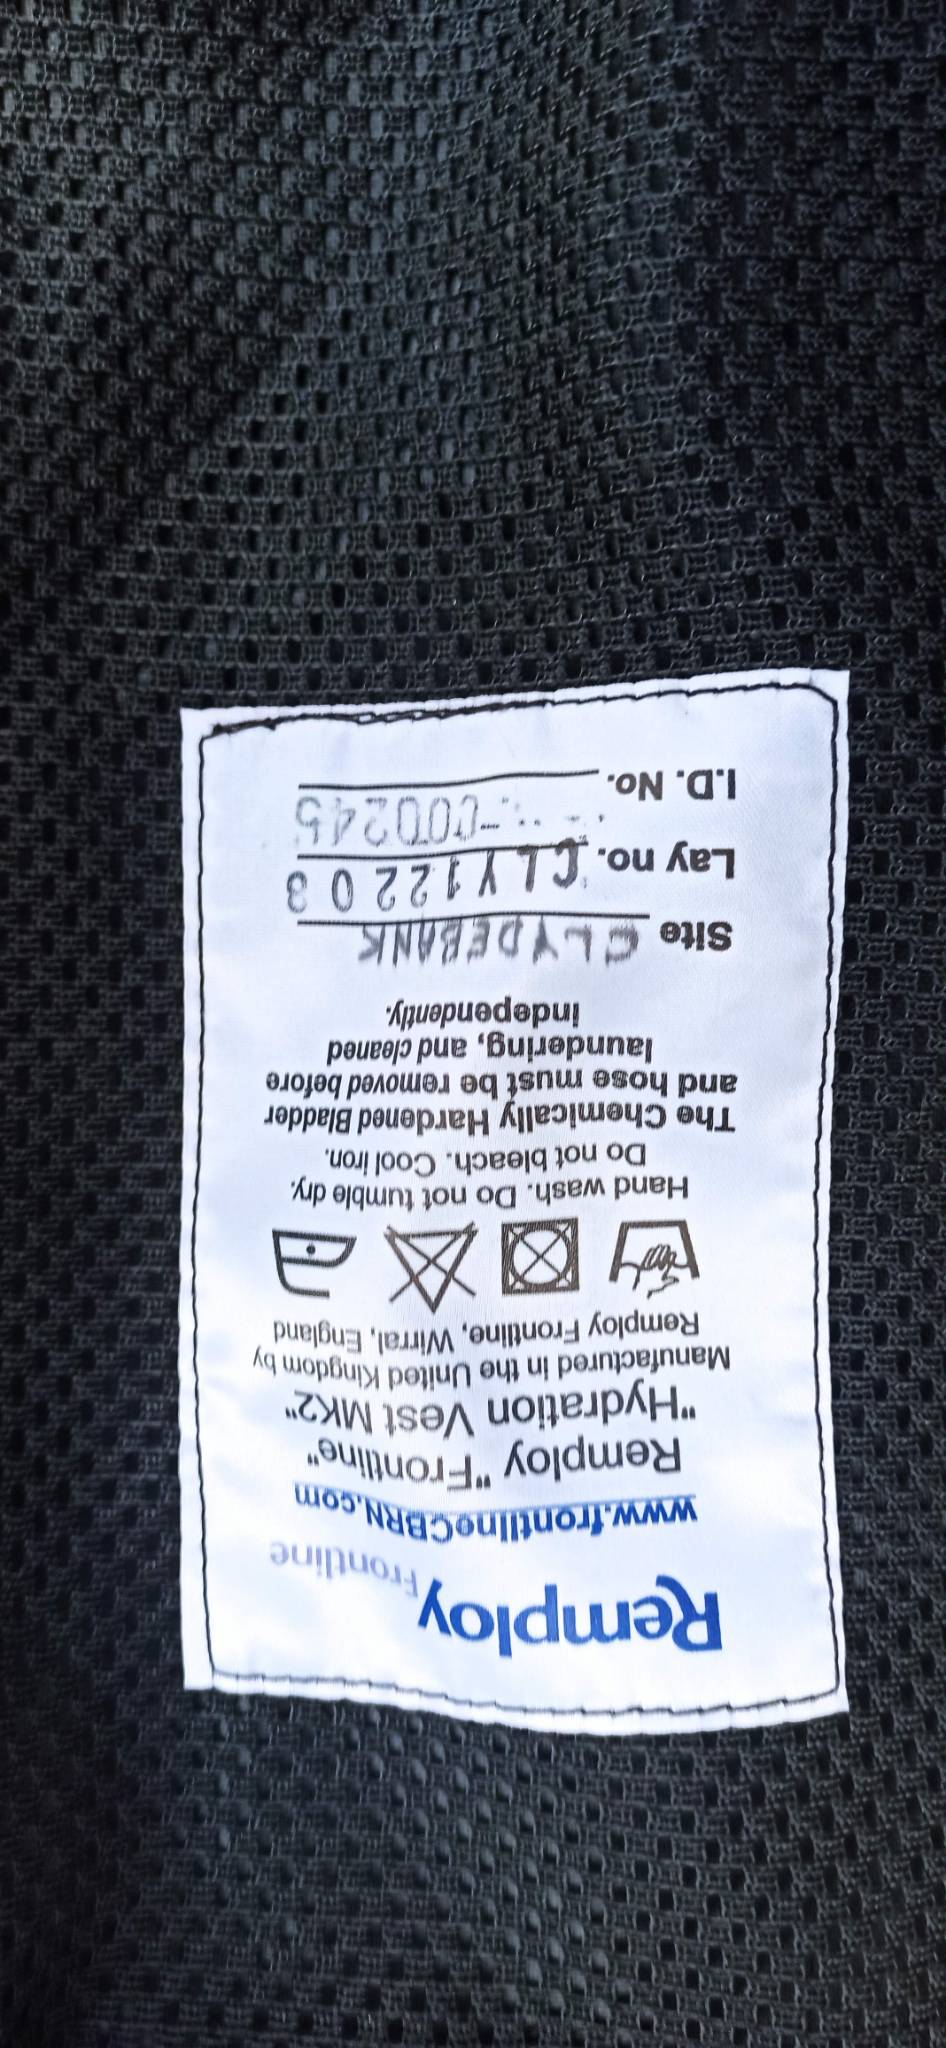 Remploy
Frontline
www.frontlineCBRN.com
Remploy "Frontline"
"Hydration Vest MK2"
Manufactured in the United Kingdom by
Remploy Frontline, Wirral, England
Hand wash. Do not tumble dry.
Do not bleach. Cool iron.
The Chemically Hardened Bladder
and hose must be removed before
laundering, and cleaned
independently.
Site CLYDEBANK
Lay no. CLY12203
I.D. No. 000245